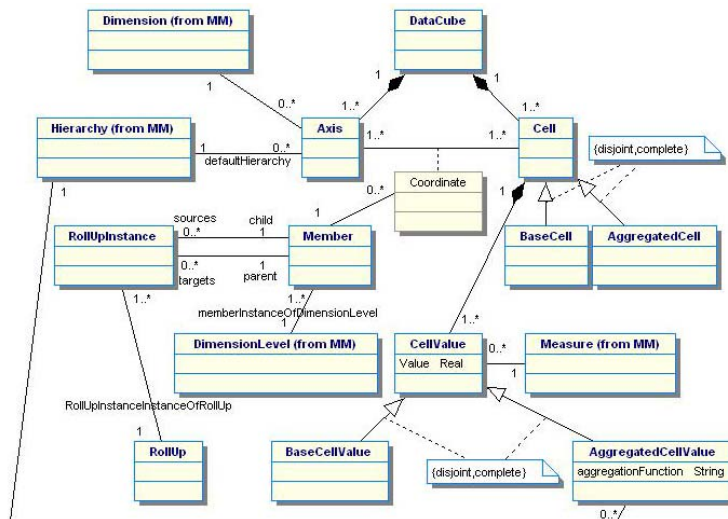 Dimension (from MM)
DataCube
1
1
1
0..*
1..*
1..*
Hierarchy (from MM)
Axis
Cell
1
0..*
1..*
1..*
defaultHierarchy
{disjoint,complete}
1
0..*
Coordinate
1
1
sources
child
0..*
1
RollUpInstance
Member
BaseCell
AggregatedCell
0..*
1
targets
parent
1..*
1..*
memberInstanceOfDimensionLevel
1
1..*
DimensionLevel (from MM)
CellValue
0..*
Measure (from MM)
Value Real
1
RollUpInstanceInstanceOfRollUp
1
RollUp
BaseCellValue
AggregatedCellValue
{disjoint,complete}
aggregationFunction String
0..*